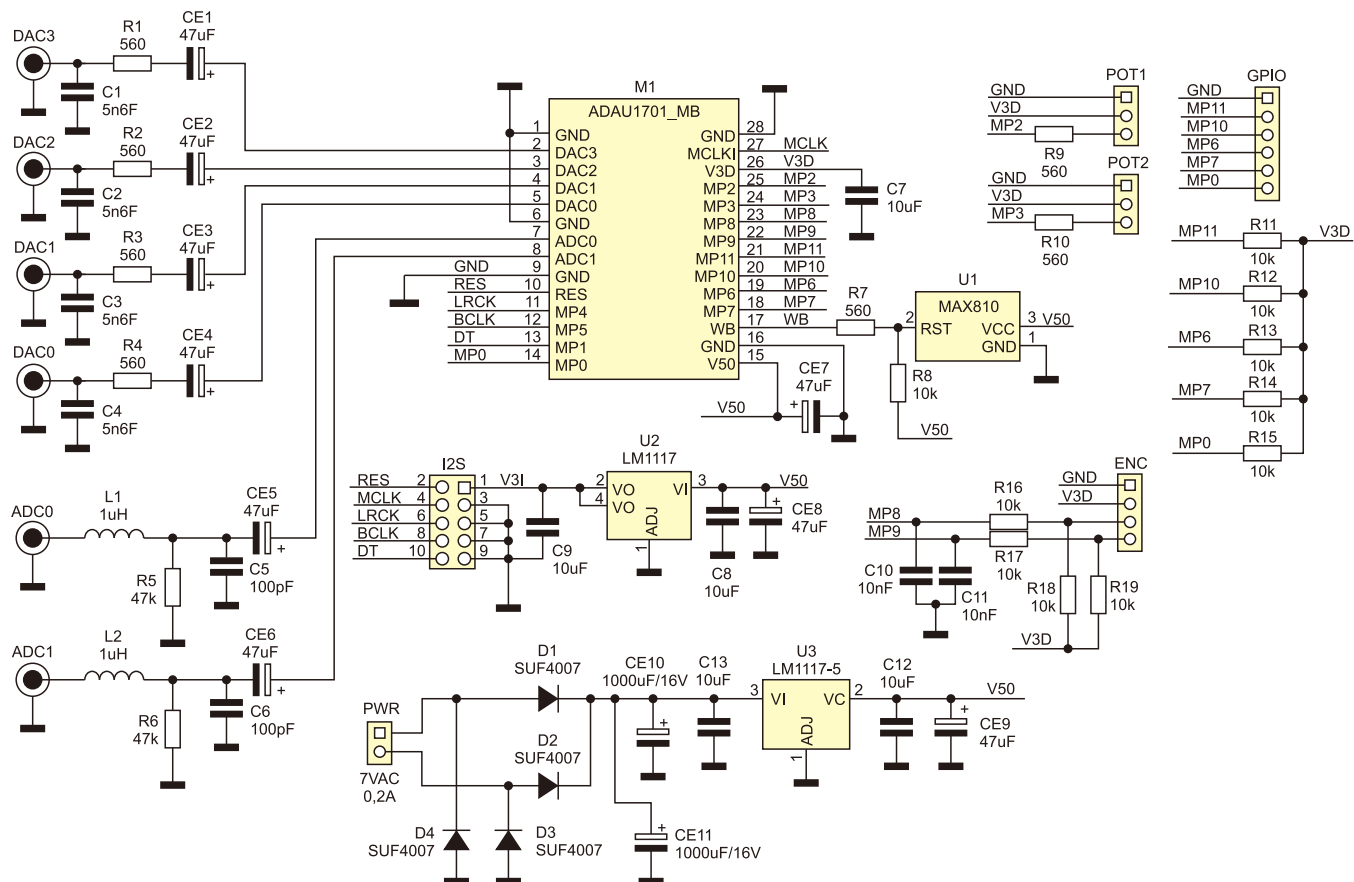 DAC3
R1
560
CE1
47uF
+
C1
5n6F
DAC2
R2
560
CE2
47uF
+
C2
5n6F
DAC1
R3
560
CE3
47uF
+
C3
5n6F
DAC0
R4
560
CE4
47uF
+
C4
5n6F
ADC0
L1
1uH
CE5
47uF
+
R5
47k
C5
100pF
ADC1
L2
1uH
CE6
47uF
+
R6
47k
C6
100pF
M1
ADAU1701_MB
1 GND
2 DAC3
3 DAC2
4 DAC1
5 DAC0
6 GND
7 ADC0
8 ADC1
GND 9 GND
RES 10 RES
LRCK 11 MP4
BCLK 12 MP5
DT 13 MP1
MP0 14 MP0
GND 28
MCLKI 27 MCLK
V3D 26 V3D
MP2 25 MP2
MP3 24 MP3
MP8 23 MP8
MP9 22 MP9
MP11 21 MP11
MP10 20 MP10
MP6 19 MP6
MP7 18 MP7
WB 17 WB
GND 16
V50 15
C7
10uF
R7
560
R8
10k
V50
U1
MAX810
2 RST
VCC 3 V50
GND 1
V50
+
CE7
47uF
POT1
GND
V3D
MP2
R9
560
POT2
GND
V3D
MP3
R10
560
GPIO
GND
MP11
MP10
MP6
MP7
MP0
MP11 R11 V3D
10k
MP10 R12
10k
MP6 R13
10k
MP7 R14
10k
MP0 R15
10k
I2S
RES 2 1 V3I
MCLK 4 3
LRCK 6 5
BCLK 8 7
DT 10 9
C9
10uF
U2
LM1117
2 VO
4 VO
VI 3
ADJ
1
V50
C8
10uF
+
CE8
47uF
ENC
GND
V3D
MP8
MP9
R16
10k
R17
10k
C10
10nF
C11
10nF
R18
10k
R19
10k
V3D
PWR
7VAC
0,2A
D1
SUF4007
D2
SUF4007
D4
SUF4007
D3
SUF4007
CE10
1000uF/16V
+
C13
10uF
CE11
1000uF/16V
+
U3
LM1117-5
3 VI
VC 2
ADJ
1
C12
10uF
V50
+
CE9
47uF